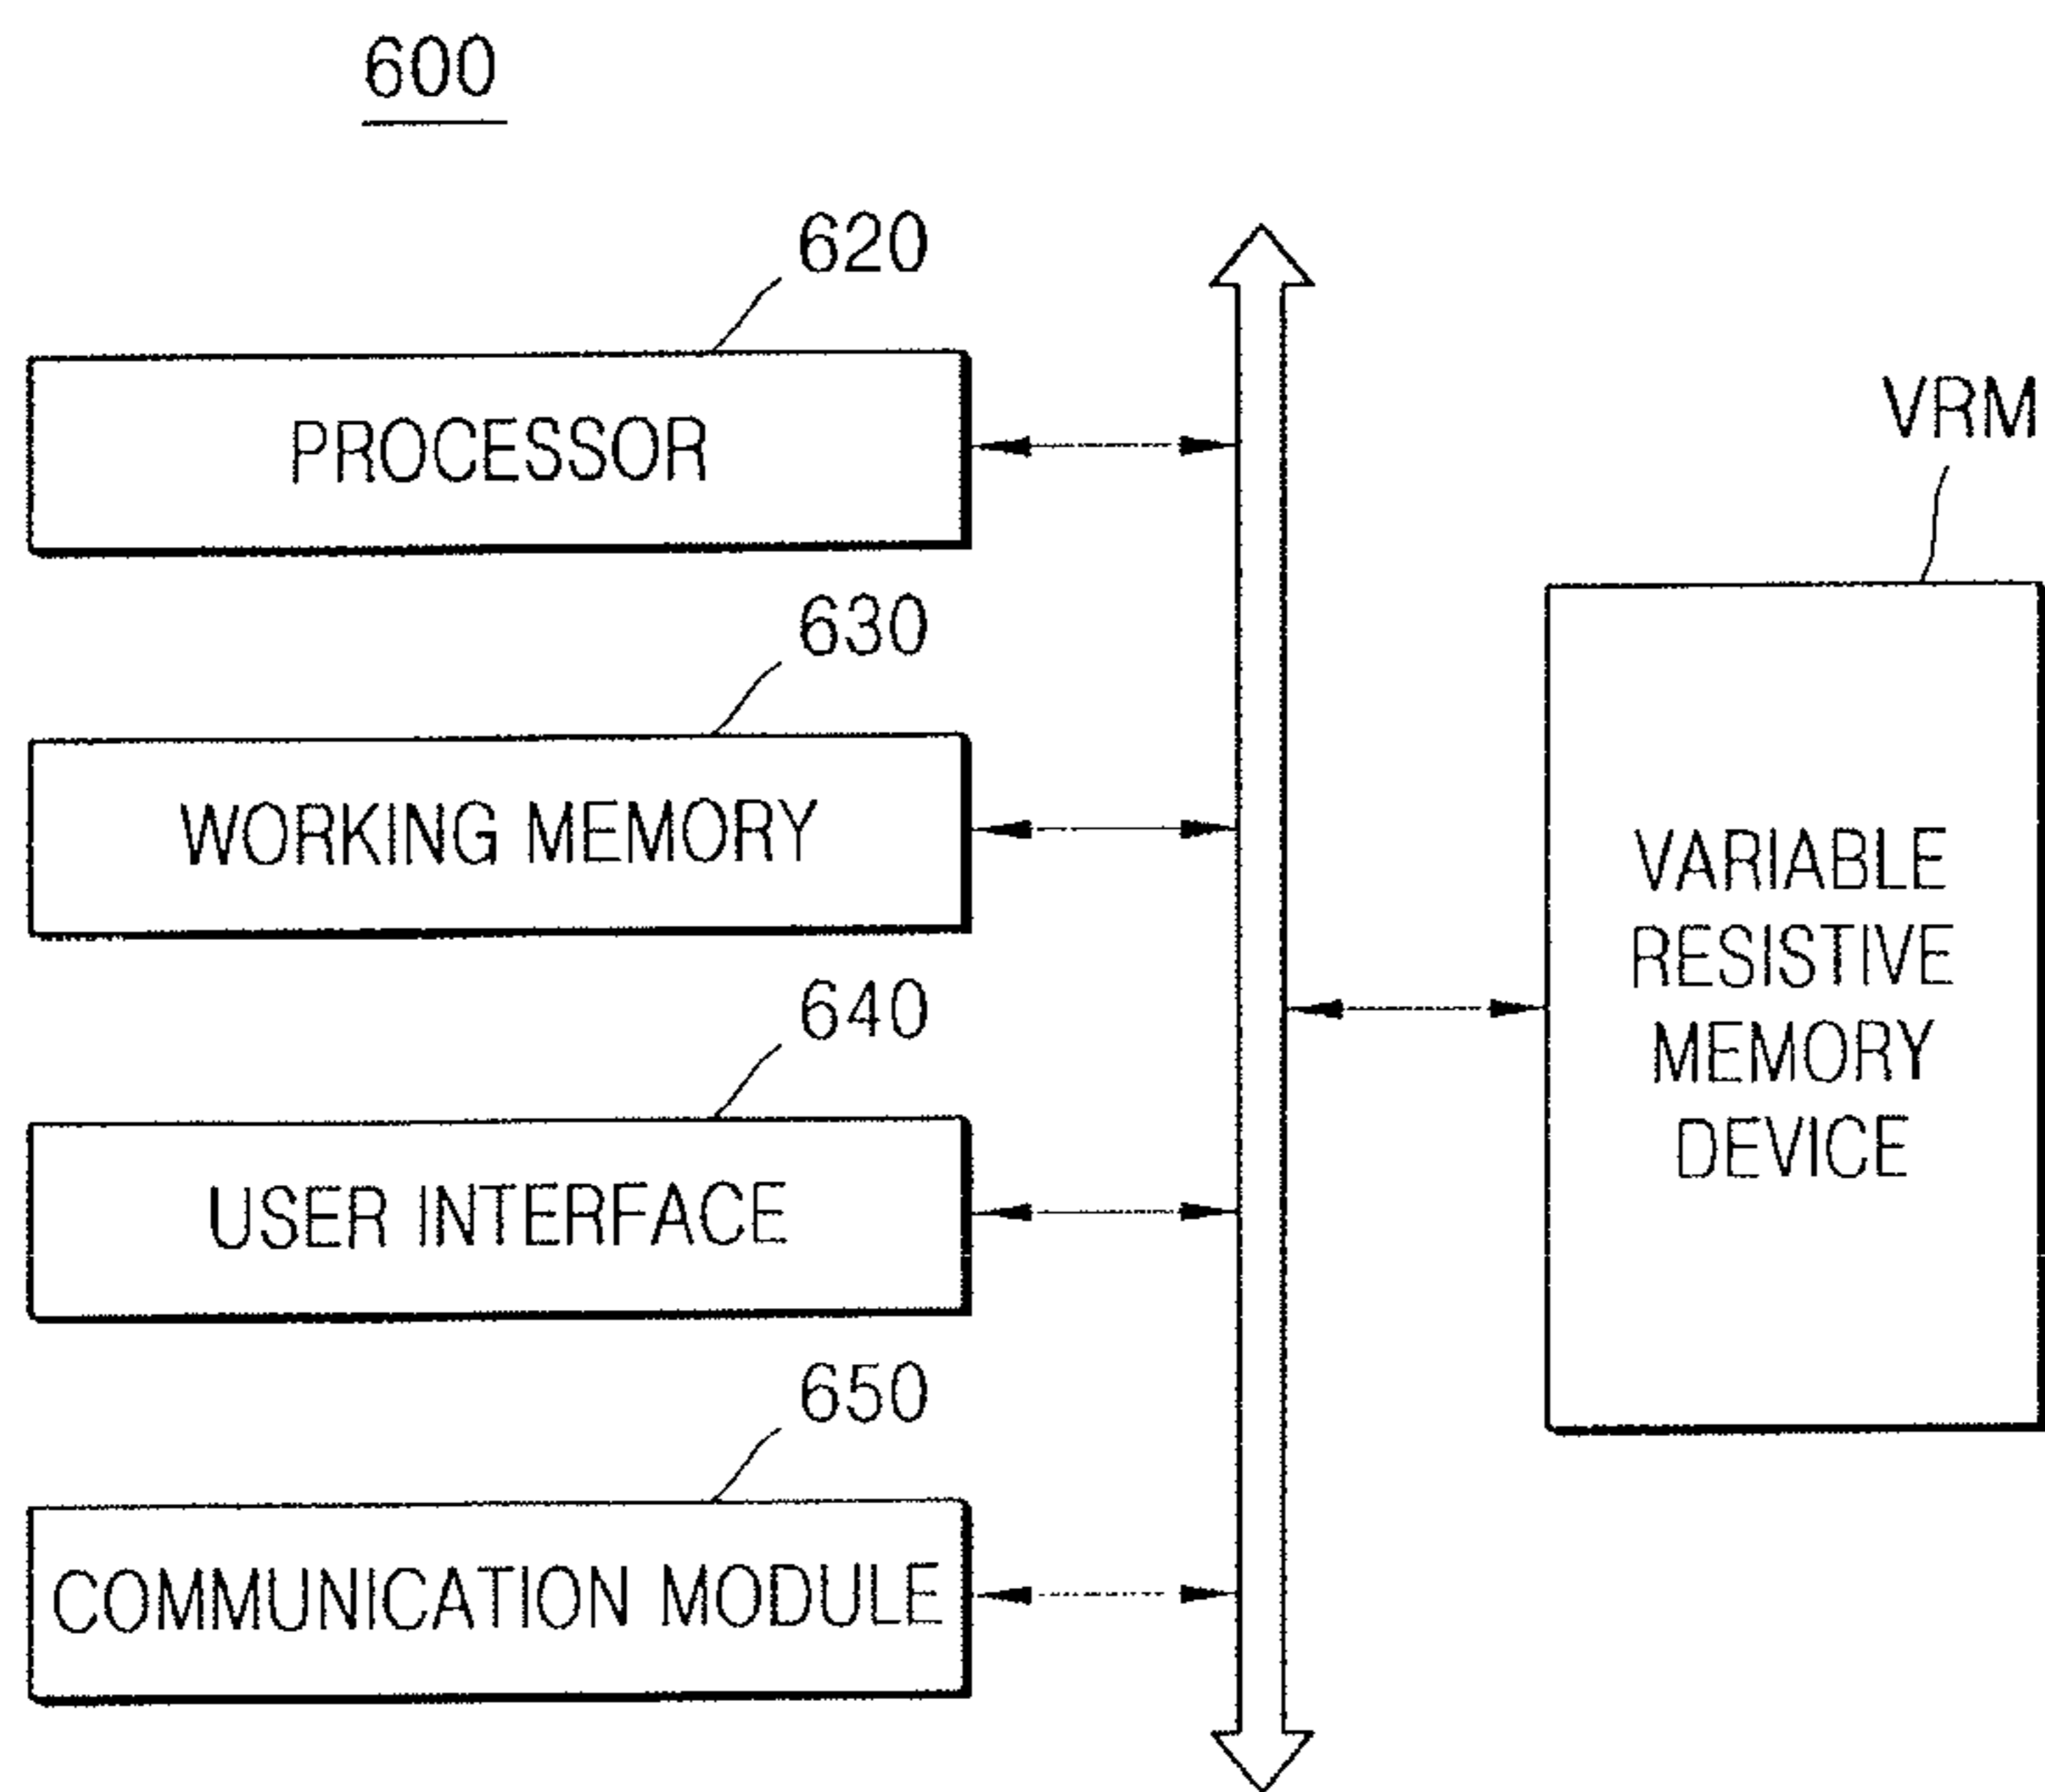 600
620
PROCESSOR
630
WORKING MEMORY
640
USER INTERFACE
650
COMMUNICATION MODULE
VRM
VARIABLE
RESISTIVE
MEMORY
DEVICE